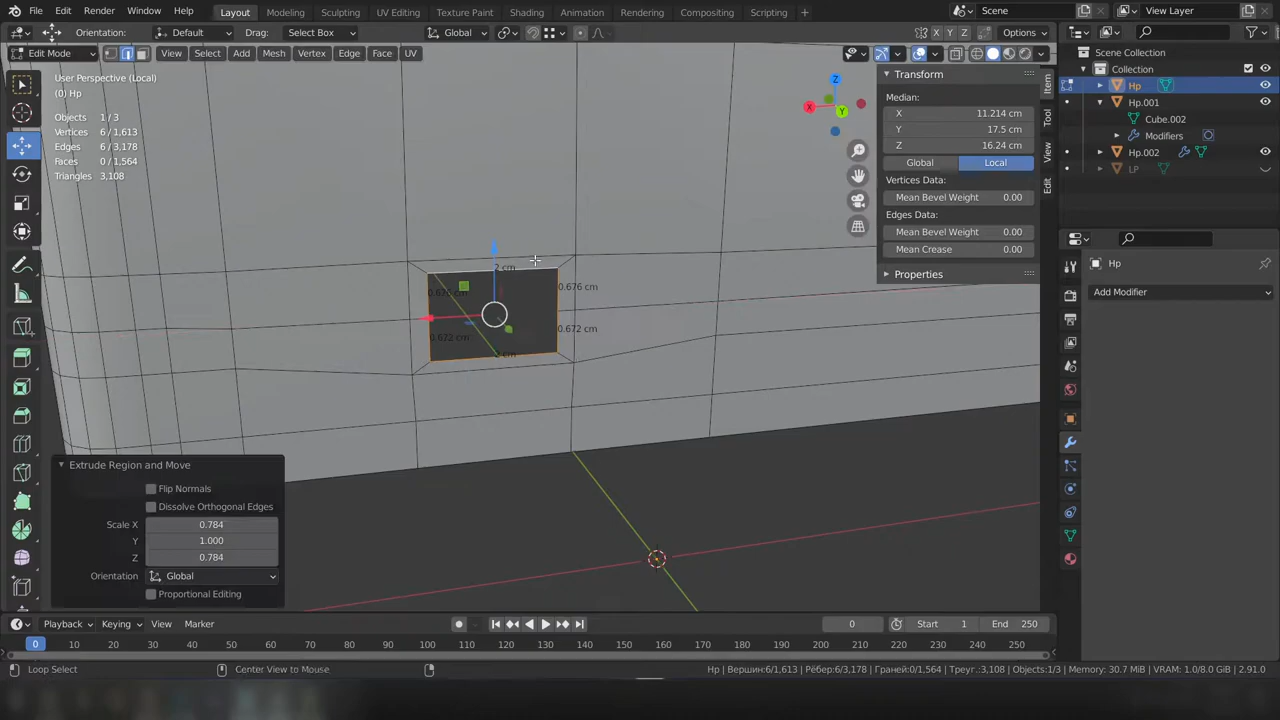 File Edit Render Window Help Layout Modeling Sculpting UV Editing Texture Paint Shading Animation Rendering Compositing Scripting Scene View Layer
Orientation: Default Drag: Select Box Global X Y Z Options
Edit Mode View Select Add Mesh Vertex Edge Face UV
User Perspective (Local)
(0) Hp
Objects 1 / 3
Vertices 6 / 1,613
Edges 6 / 3,178
Faces 0 / 1,564
Triangles 3,108
2 cm
0.676 cm
0.676 cm
0.672 cm
0.672 cm
2 cm
Z
X
Y
Transform
Median:
X 11.214 cm
Y 17.5 cm
Z 16.24 cm
Global Local
Vertices Data:
Mean Bevel Weight 0.00
Edges Data:
Mean Bevel Weight 0.00
Mean Crease 0.00
Properties
Item
Tool
View
Edit
Scene Collection
Collection
Hp
Hp.001
Cube.002
Modifiers
Hp.002
LP
Hp
Add Modifier
Extrude Region and Move
Flip Normals
Dissolve Orthogonal Edges
Scale X 0.784
Y 1.000
Z 0.784
Orientation Global
Proportional Editing
Playback Keying View Marker 0 Start 1 End 250
0 10 20 30 40 50 60 70 80 90 100 110 120 130 140 150 160 170 180 190 200 210 220 230 240 250
Loop Select Center View to Mouse Hp | Вершин:6/1,613 | Рёбер:6/3,178 | Граней:0/1,564 | Треуг.:3,108 | Objects:1/3 | Memory: 30.7 MiB | VRAM: 1.0/8.0 GiB | 2.91.0